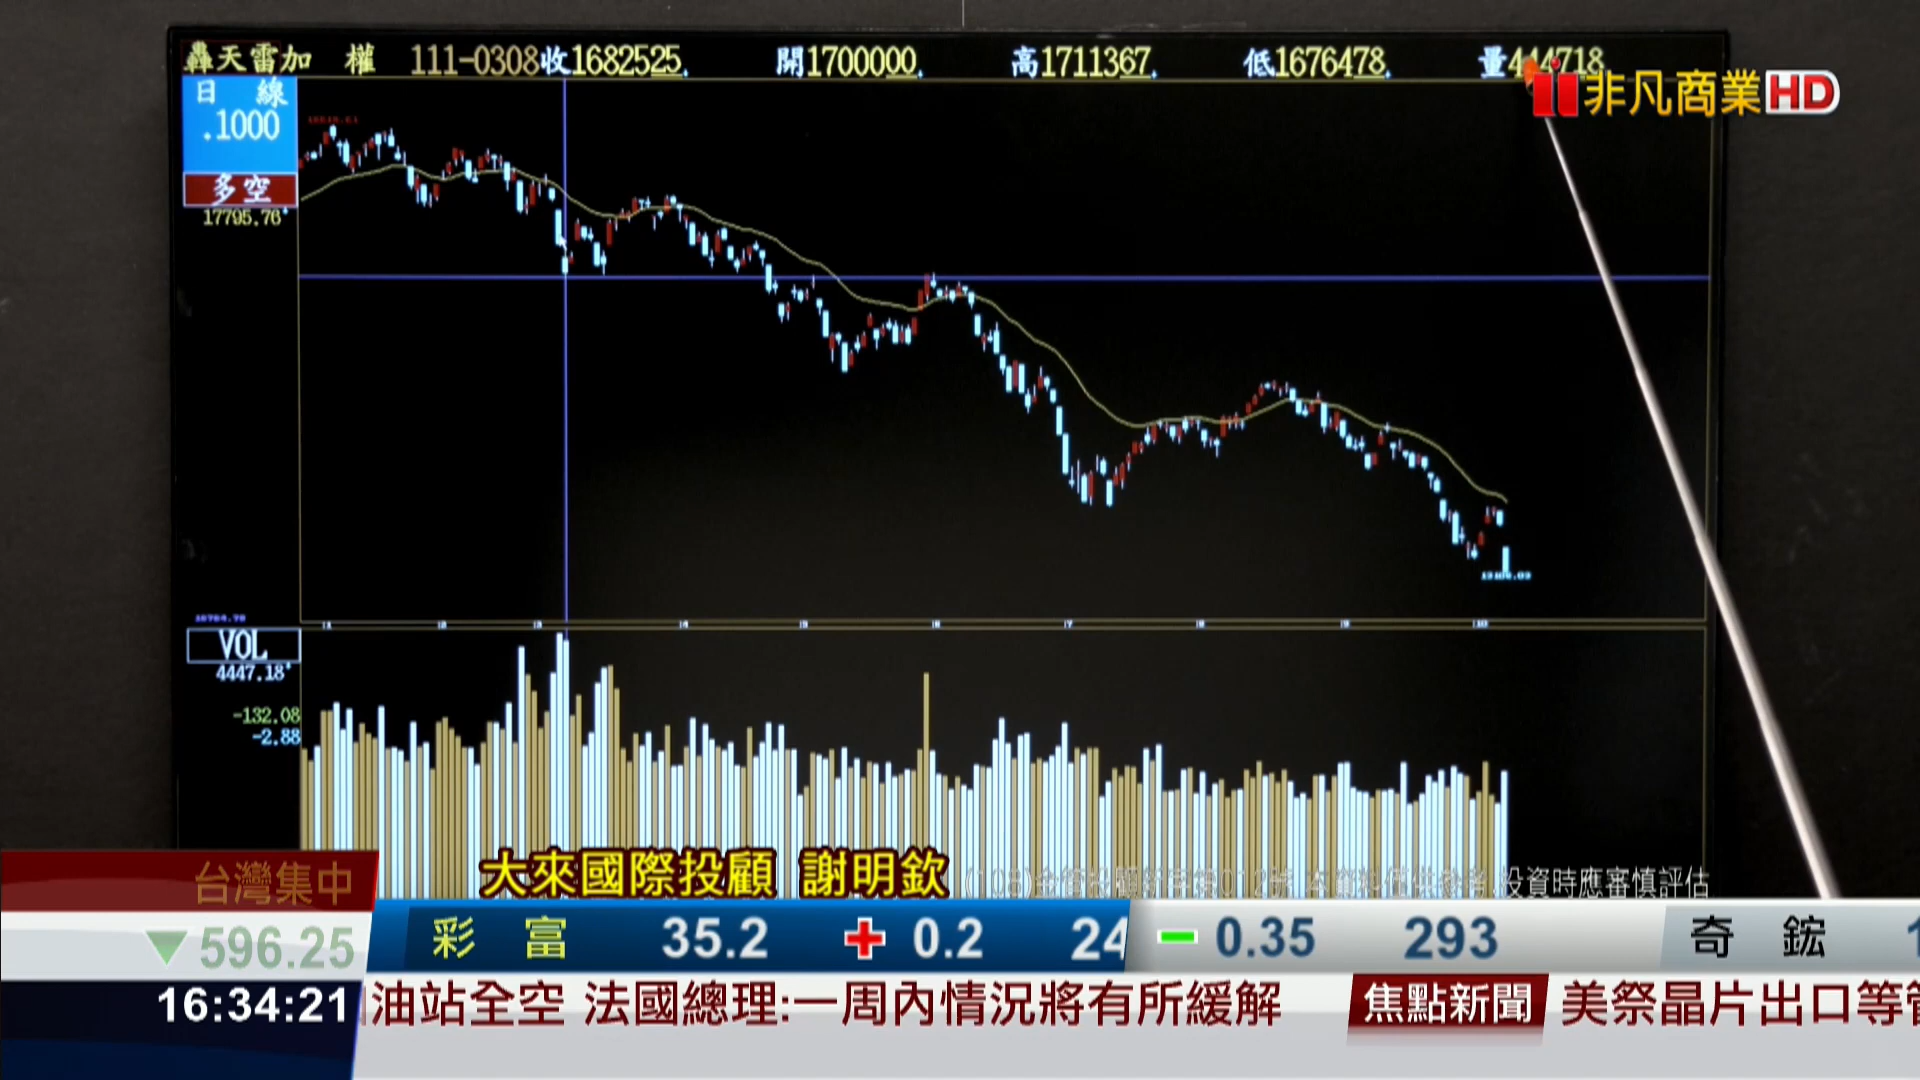 轟天雷加 權 111-0308收1682525. 開1700000. 高1711367. 低1676478. 量444718
非凡商業HD
日 線
.1000
多空
17795.76
VOL
4447.18
-132.08
-2.88
台灣集中
大來國際投顧 謝明欽
投資時應審慎評估
▼596.25
彩 富 35.2 + 0.2 24 - 0.35 293 奇 鋐 1
16:34:21
油站全空 法國總理:一周內情況將有所緩解 焦點新聞 美祭晶片出口等管